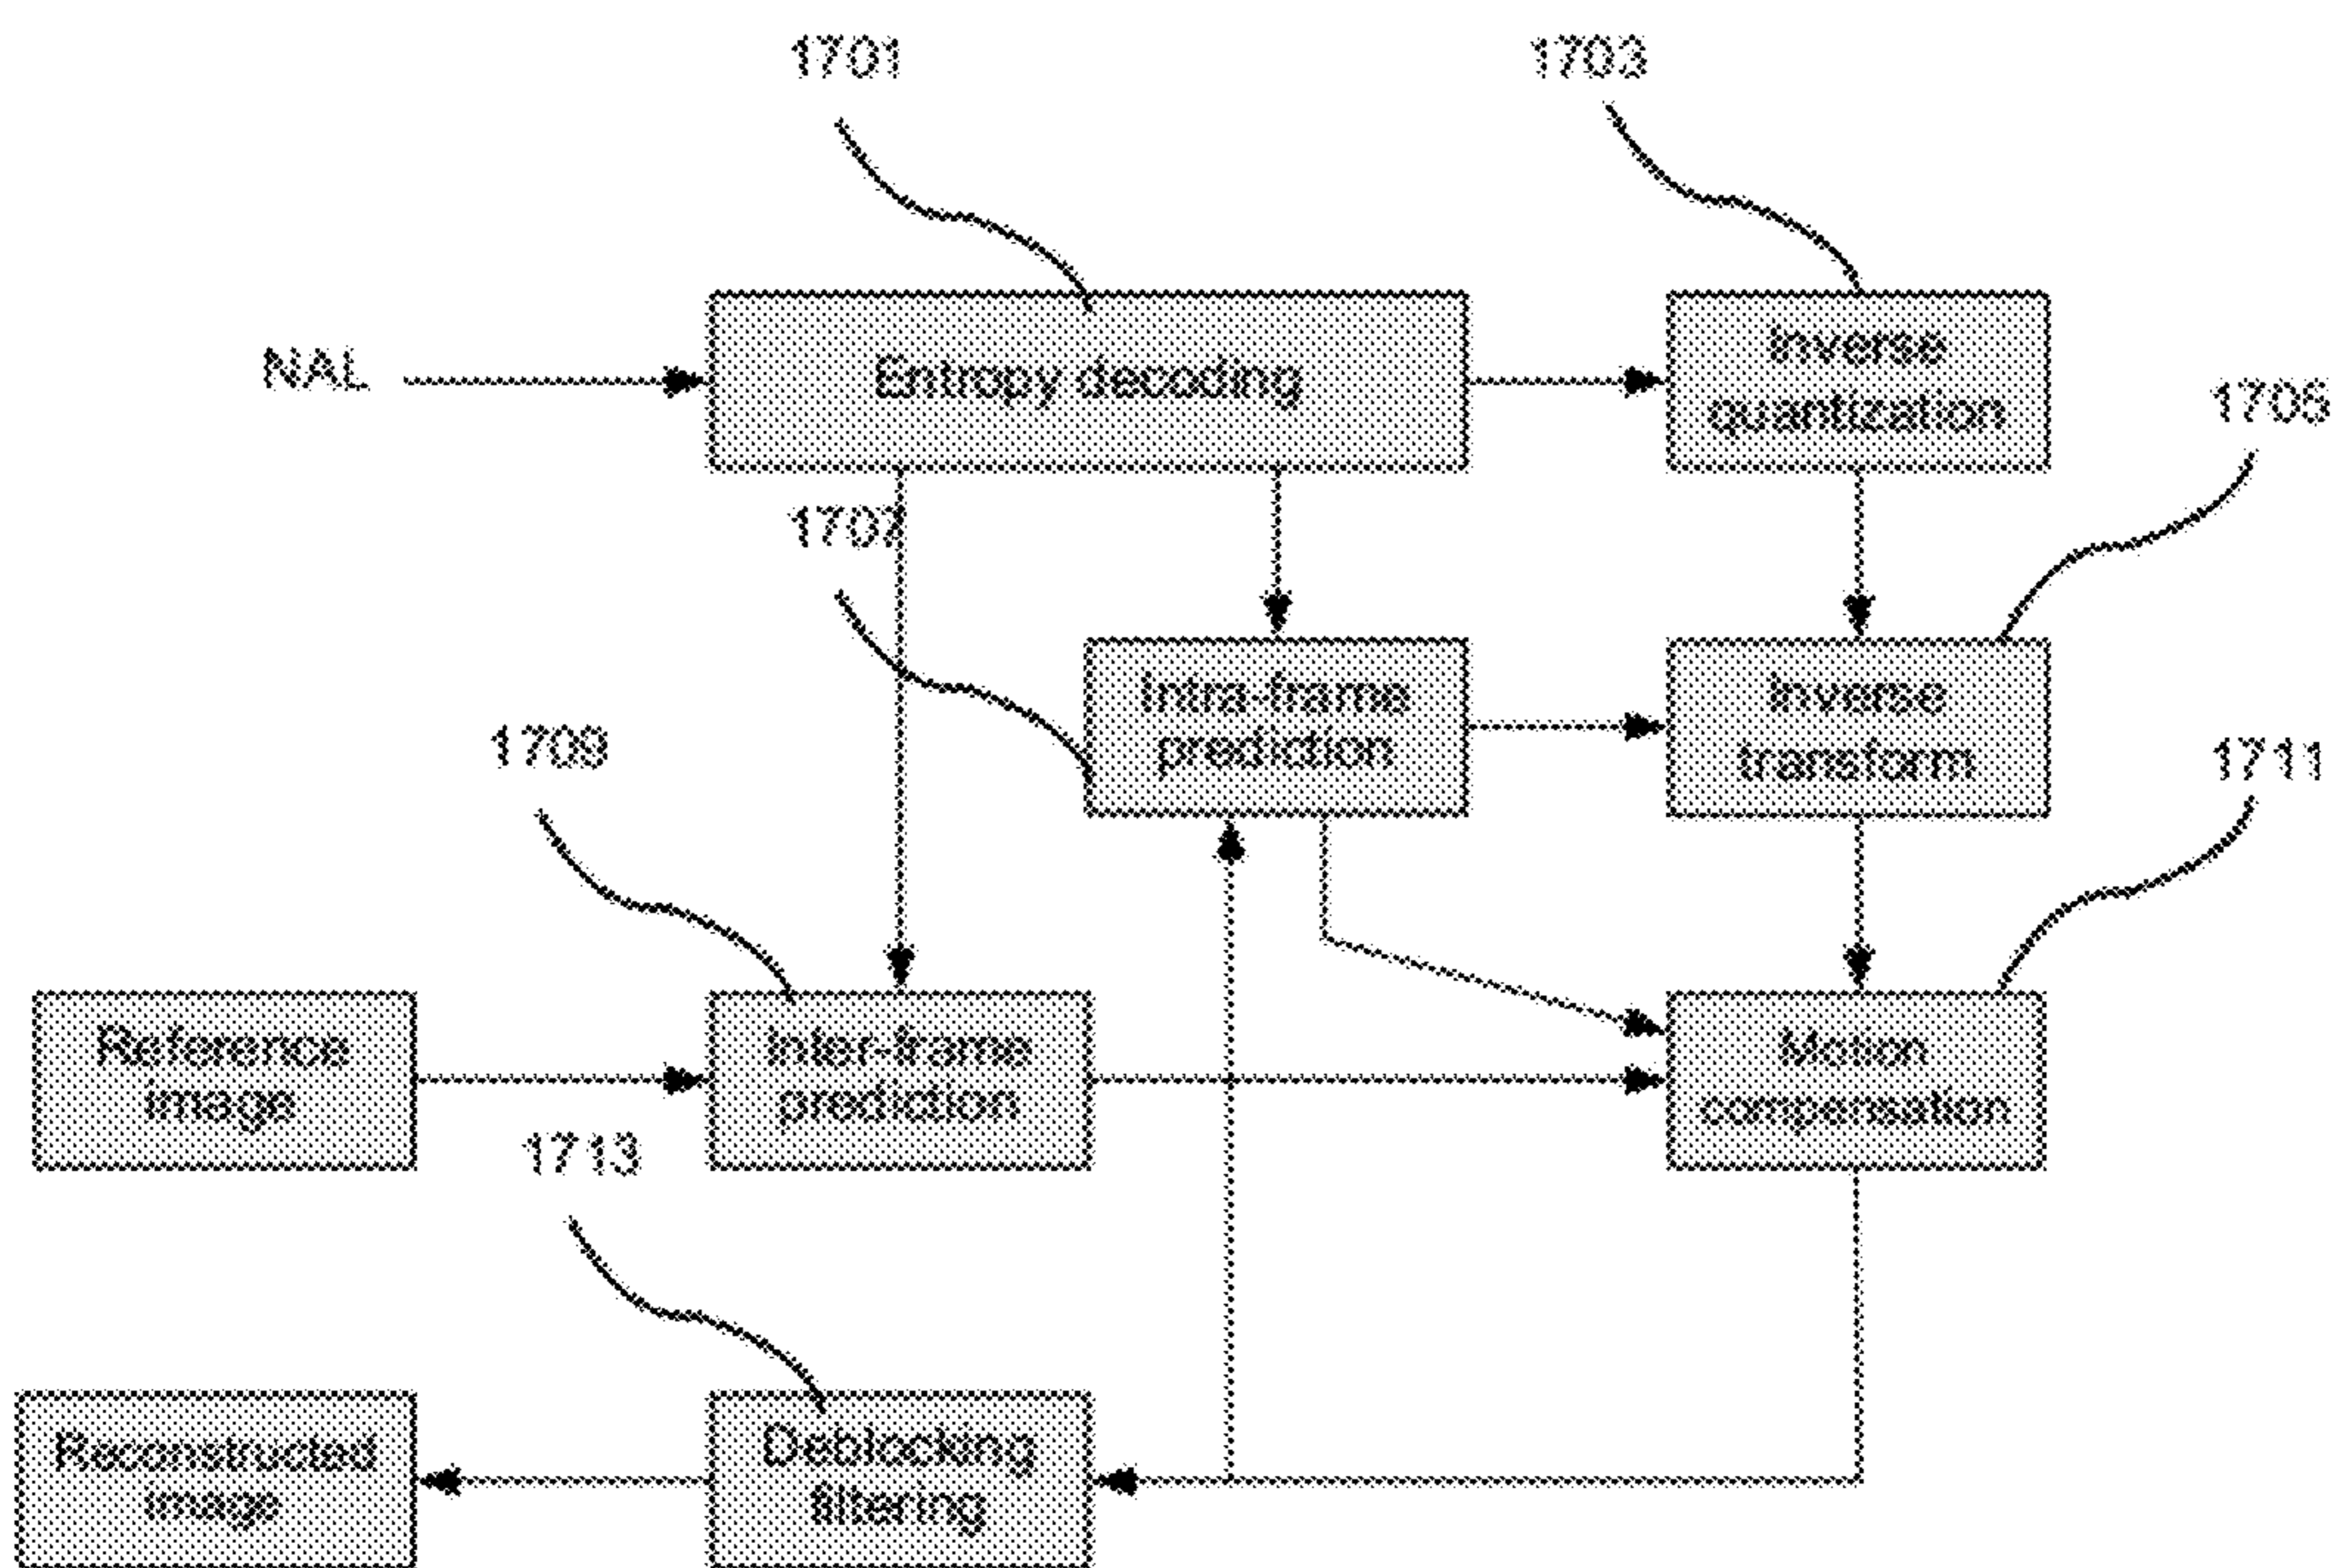 1701
1703
NAL
Entropy decoding
Inverse
quantization
1705
1707
Intra-frame
prediction
Inverse
transform
1709
1711
Reference
image
Inter-frame
prediction
Motion
compensation
1713
Reconstructed
image
Deblocking
filtering